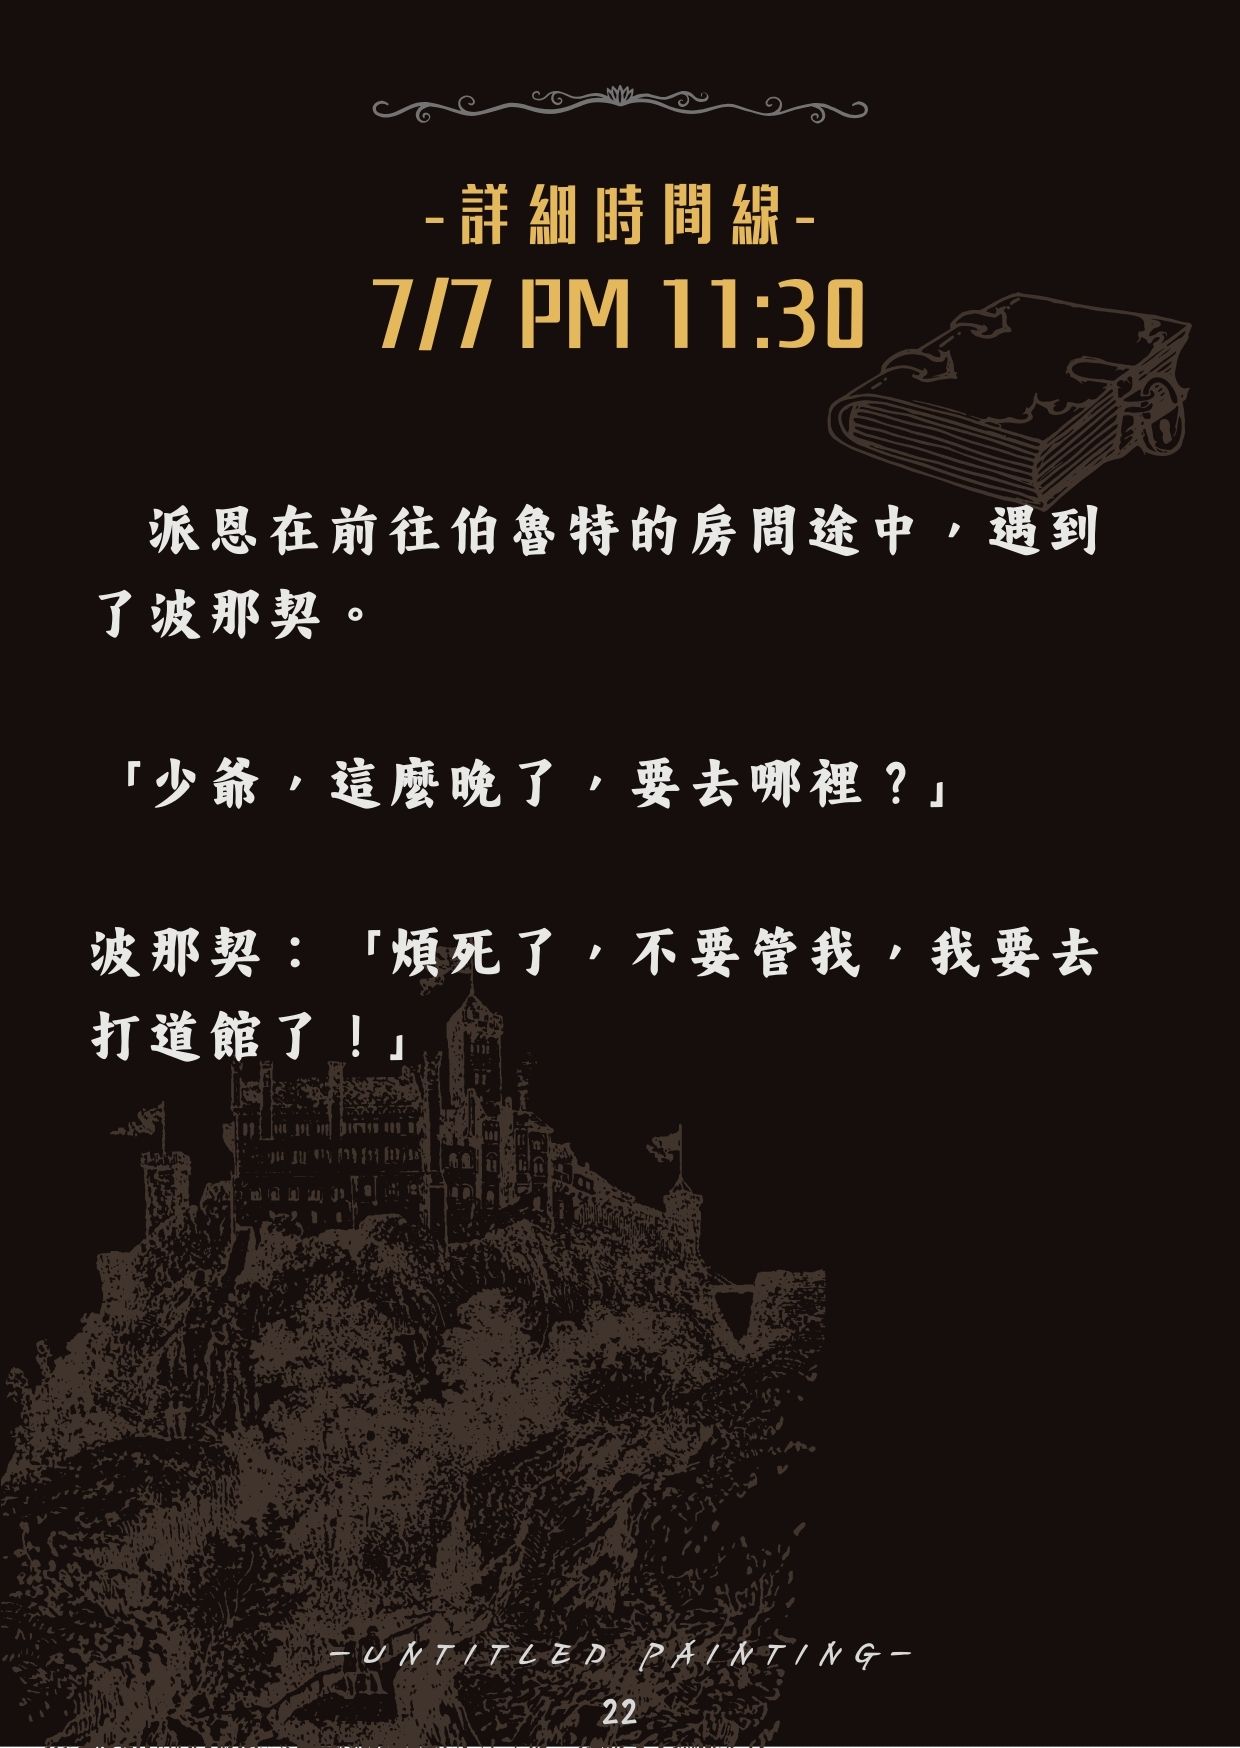 -詳細時間線-
7/7 PM 11:30
派恩在前往伯魯特的房間途中，遇到
了波那契。
「少爺，這麼晚了，要去哪裡？」
波那契：「煩死了，不要管我，我要去
打道館了！」
-UNTITLED PAINTING-
22